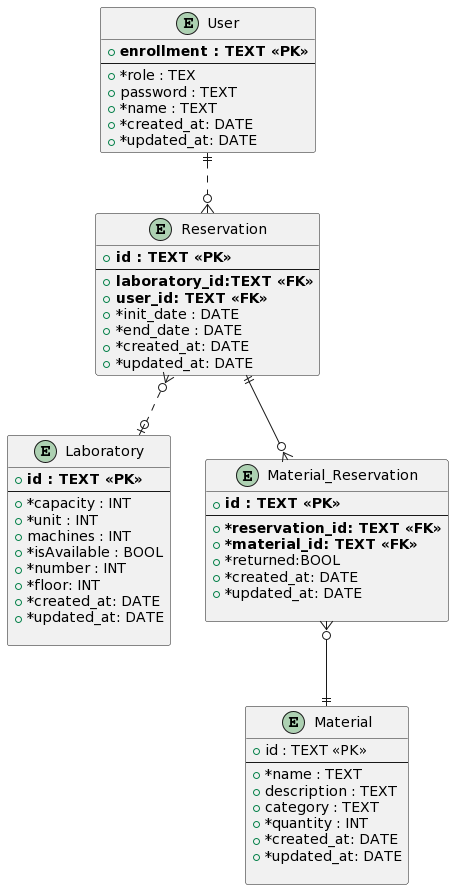 E User
enrollment : TEXT «PK»
*role : TEX
password : TEXT
*name : TEXT
*created_at: DATE
*updated_at: DATE
E Reservation
id : TEXT «PK»
laboratory_id:TEXT «FK»
user_id: TEXT «FK»
*init_date : DATE
*end_date : DATE
*created_at: DATE
*updated_at: DATE
E Laboratory
id : TEXT «PK»
*capacity : INT
*unit : INT
machines : INT
*isAvailable : BOOL
*number : INT
*floor: INT
*created_at: DATE
*updated_at: DATE
E Material_Reservation
id : TEXT «PK»
*reservation_id: TEXT «FK»
*material_id: TEXT «FK»
*returned:BOOL
*created_at: DATE
*updated_at: DATE
E Material
id : TEXT «PK»
*name : TEXT
description : TEXT
category : TEXT
*quantity : INT
*created_at: DATE
*updated_at: DATE